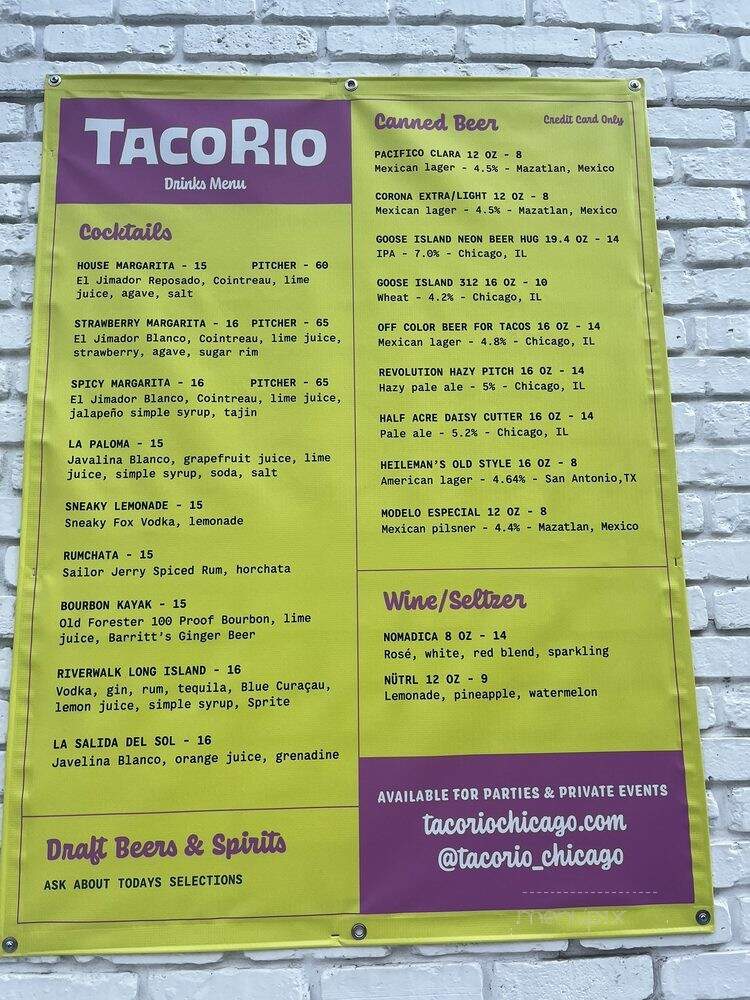 TACORIO
Drinks Menu
Cocktails
HOUSE MARGARITA - 15 PITCHER - 60
El Jimador Reposado, Cointreau, lime
juice, agave, salt
STRAWBERRY MARGARITA - 16 PITCHER - 65
El Jimador Blanco, Cointreau, lime juice,
strawberry, agave, sugar rim
SPICY MARGARITA - 16 PITCHER - 65
El Jimador Blanco, Cointreau, lime juice,
jalapeño simple syrup, tajin
LA PALOMA - 15
Javalina Blanco, grapefruit juice, lime
juice, simple syrup, soda, salt
SNEAKY LEMONADE - 15
Sneaky Fox Vodka, lemonade
RUMCHATA - 15
Sailor Jerry Spiced Rum, horchata
BOURBON KAYAK - 15
Old Forester 100 Proof Bourbon, lime
juice, Barritt's Ginger Beer
RIVERWALK LONG ISLAND - 16
Vodka, gin, rum, tequila, Blue Curaçau,
lemon juice, simple syrup, Sprite
LA SALIDA DEL SOL - 16
Javelina Blanco, orange juice, grenadine
Draft Beers & Spirits
ASK ABOUT TODAYS SELECTIONS
Canned Beer Credit Card Only
PACIFICO CLARA 12 OZ - 8
Mexican lager - 4.5% - Mazatlan, Mexico
CORONA EXTRA/LIGHT 12 OZ - 8
Mexican lager - 4.5% - Mazatlan, Mexico
GOOSE ISLAND NEON BEER HUG 19.4 OZ - 14
IPA - 7.0% - Chicago, IL
GOOSE ISLAND 312 16 OZ - 10
Wheat - 4.2% - Chicago, IL
OFF COLOR BEER FOR TACOS 16 OZ - 14
Mexican lager - 4.8% - Chicago, IL
REVOLUTION HAZY PITCH 16 OZ - 14
Hazy pale ale - 5% - Chicago, IL
HALF ACRE DAISY CUTTER 16 OZ - 14
Pale ale - 5.2% - Chicago, IL
HEILEMAN'S OLD STYLE 16 OZ - 8
American lager - 4.64% - San Antonio,TX
MODELO ESPECIAL 12 OZ - 8
Mexican pilsner - 4.4% - Mazatlan, Mexico
Wine/Seltzer
NOMADICA 8 OZ - 14
Rosé, white, red blend, sparkling
NÜTRL 12 OZ - 9
Lemonade, pineapple, watermelon
AVAILABLE FOR PARTIES & PRIVATE EVENTS
tacoriochicago.com
@tacorio_chicago
menupix